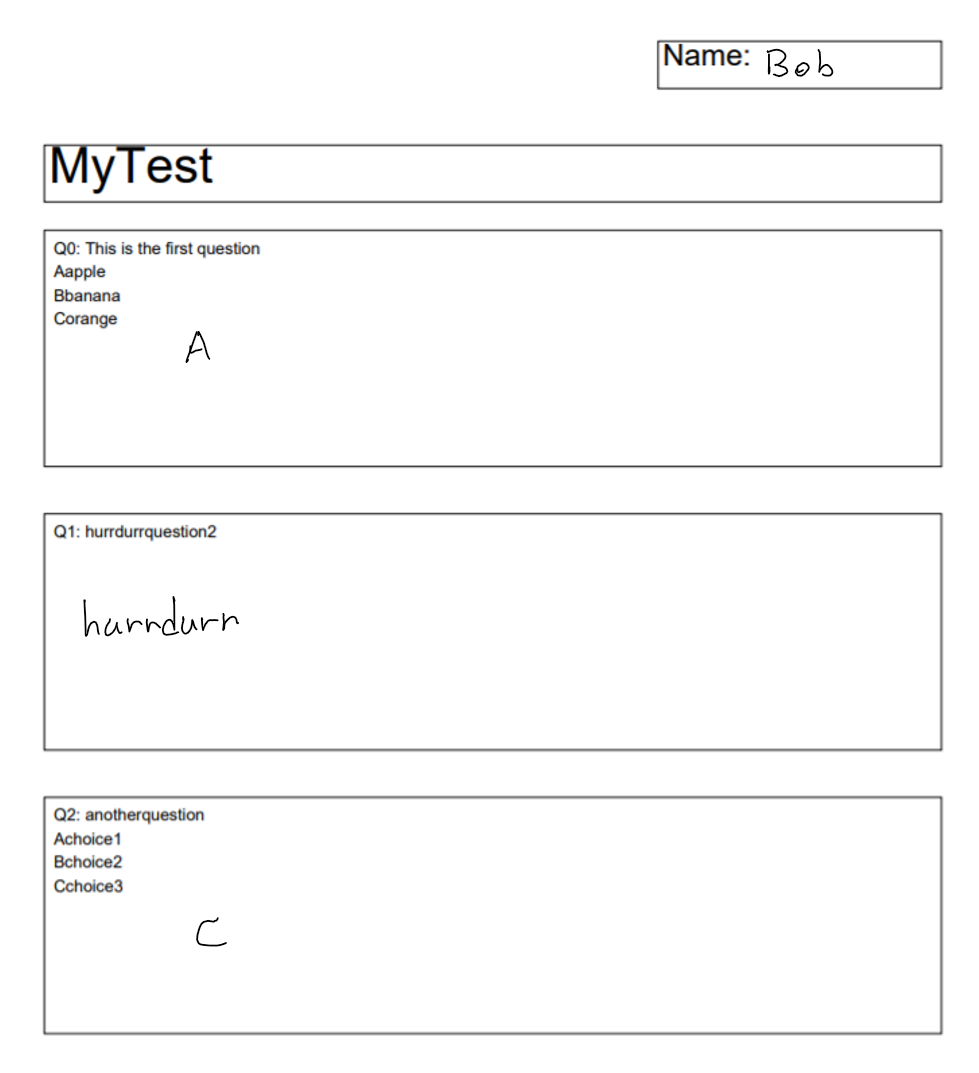 Name: Bob
MyTest
Q0: This is the first question
Aapple
Bbanana
Corange
A
Q1: hurrdurrquestion2
hurrdurr
Q2: anotherquestion
Achoice1
Bchoice2
Cchoice3
C